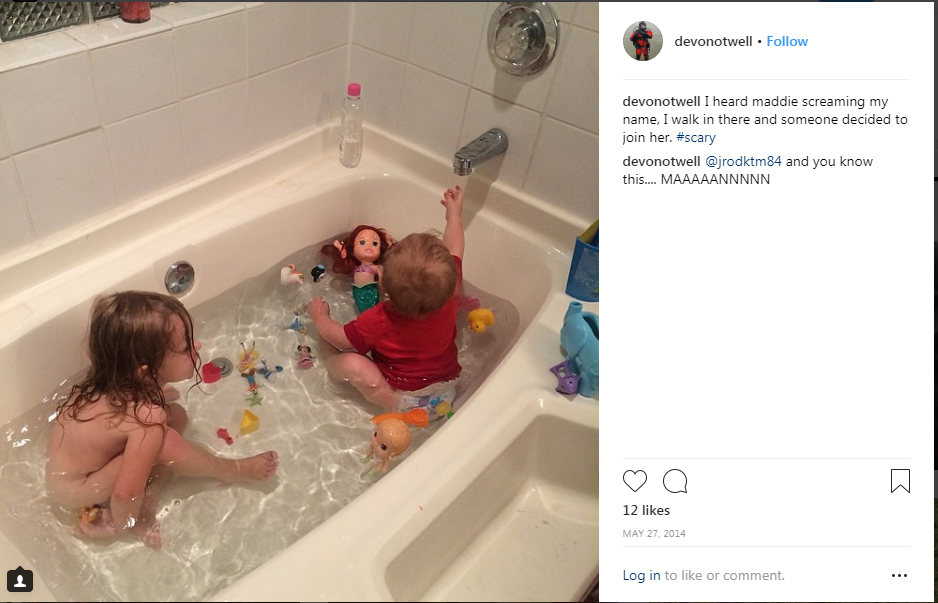 devonotwell • Follow
devonotwell I heard maddie screaming my
name, I walk in there and someone decided to
join her. #scary
devonotwell @jrodktm84 and you know
this.... MAAAAANNNNN
12 likes
MAY 27, 2014
Log in to like or comment.